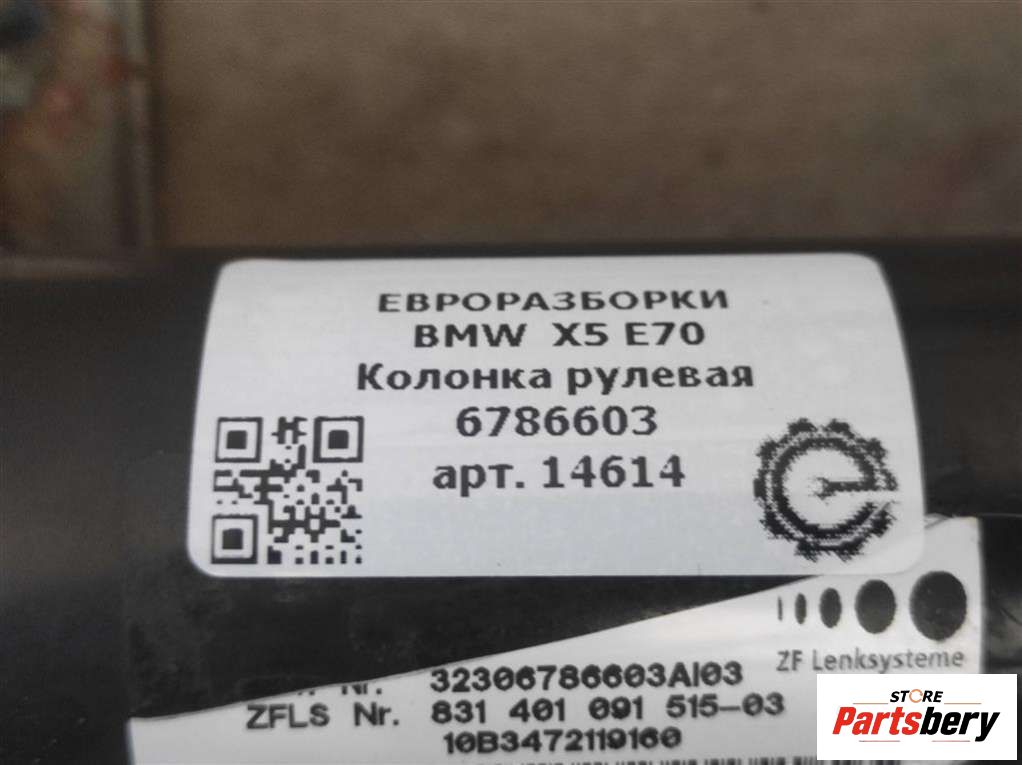 ЕВРОРАЗБОРКИ
BMW X5 E70
Колонка рулевая
6786603
арт. 14614
ZF Lenksysteme
Nr. 32306786603AI03
ZFLS Nr. 831 401 091 515-03
10B3472119160
STORE
Partsbery